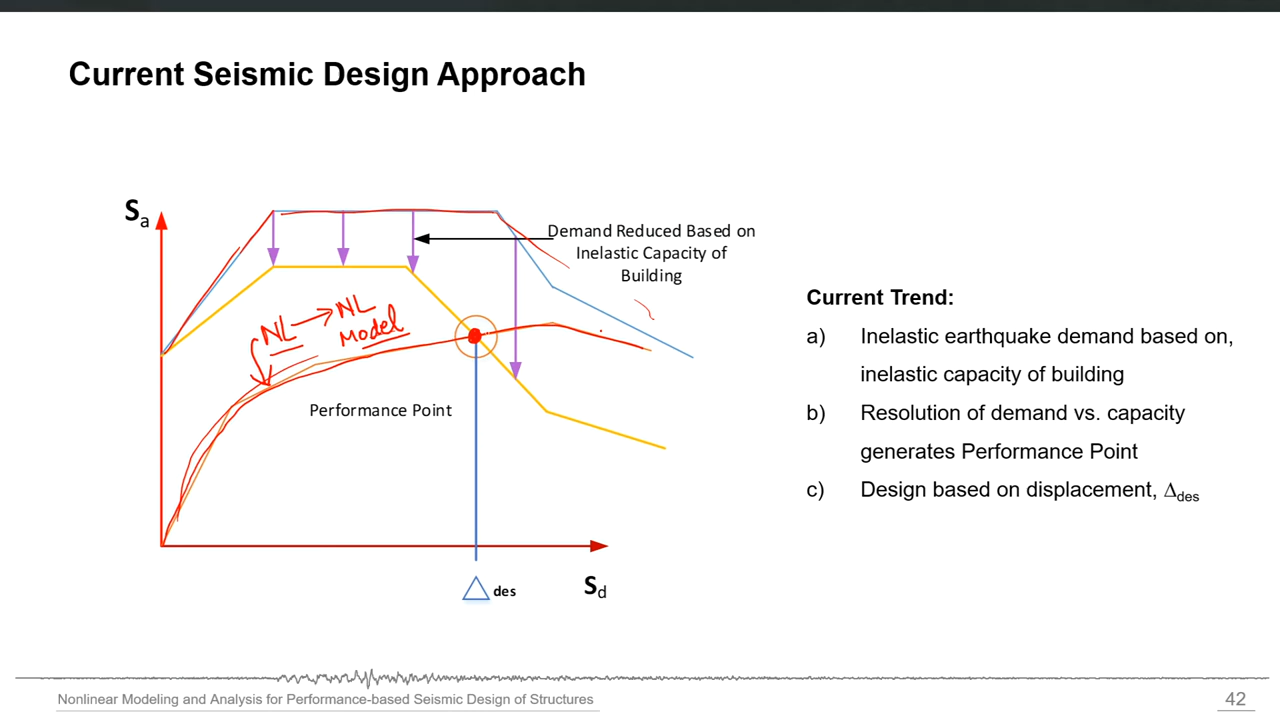 Current Seismic Design Approach
Sa
Demand Reduced Based on
Inelastic Capacity of
Building
NL → NL
Model
Performance Point
△ des
Sd
Current Trend:
a) Inelastic earthquake demand based on,
inelastic capacity of building
b) Resolution of demand vs. capacity
generates Performance Point
c) Design based on displacement, Δdes
Nonlinear Modeling and Analysis for Performance-based Seismic Design of Structures
42